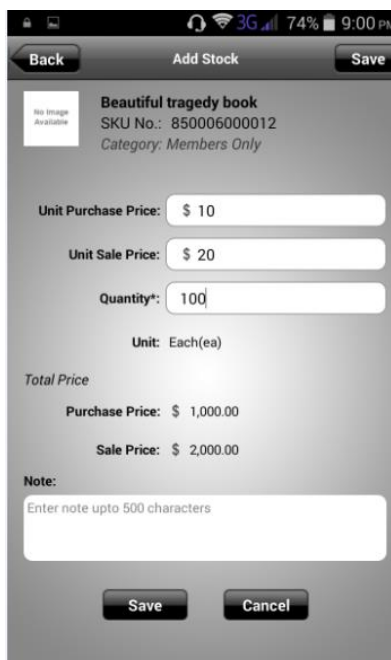 3G 74% 9:00 PM
Back Add Stock Save
No Image
Available
Beautiful tragedy book
SKU No.: 850006000012
Category: Members Only
Unit Purchase Price: $ 10
Unit Sale Price: $ 20
Quantity*: 100
Unit: Each(ea)
Total Price
Purchase Price: $ 1,000.00
Sale Price: $ 2,000.00
Note:
Enter note upto 500 characters
Save Cancel